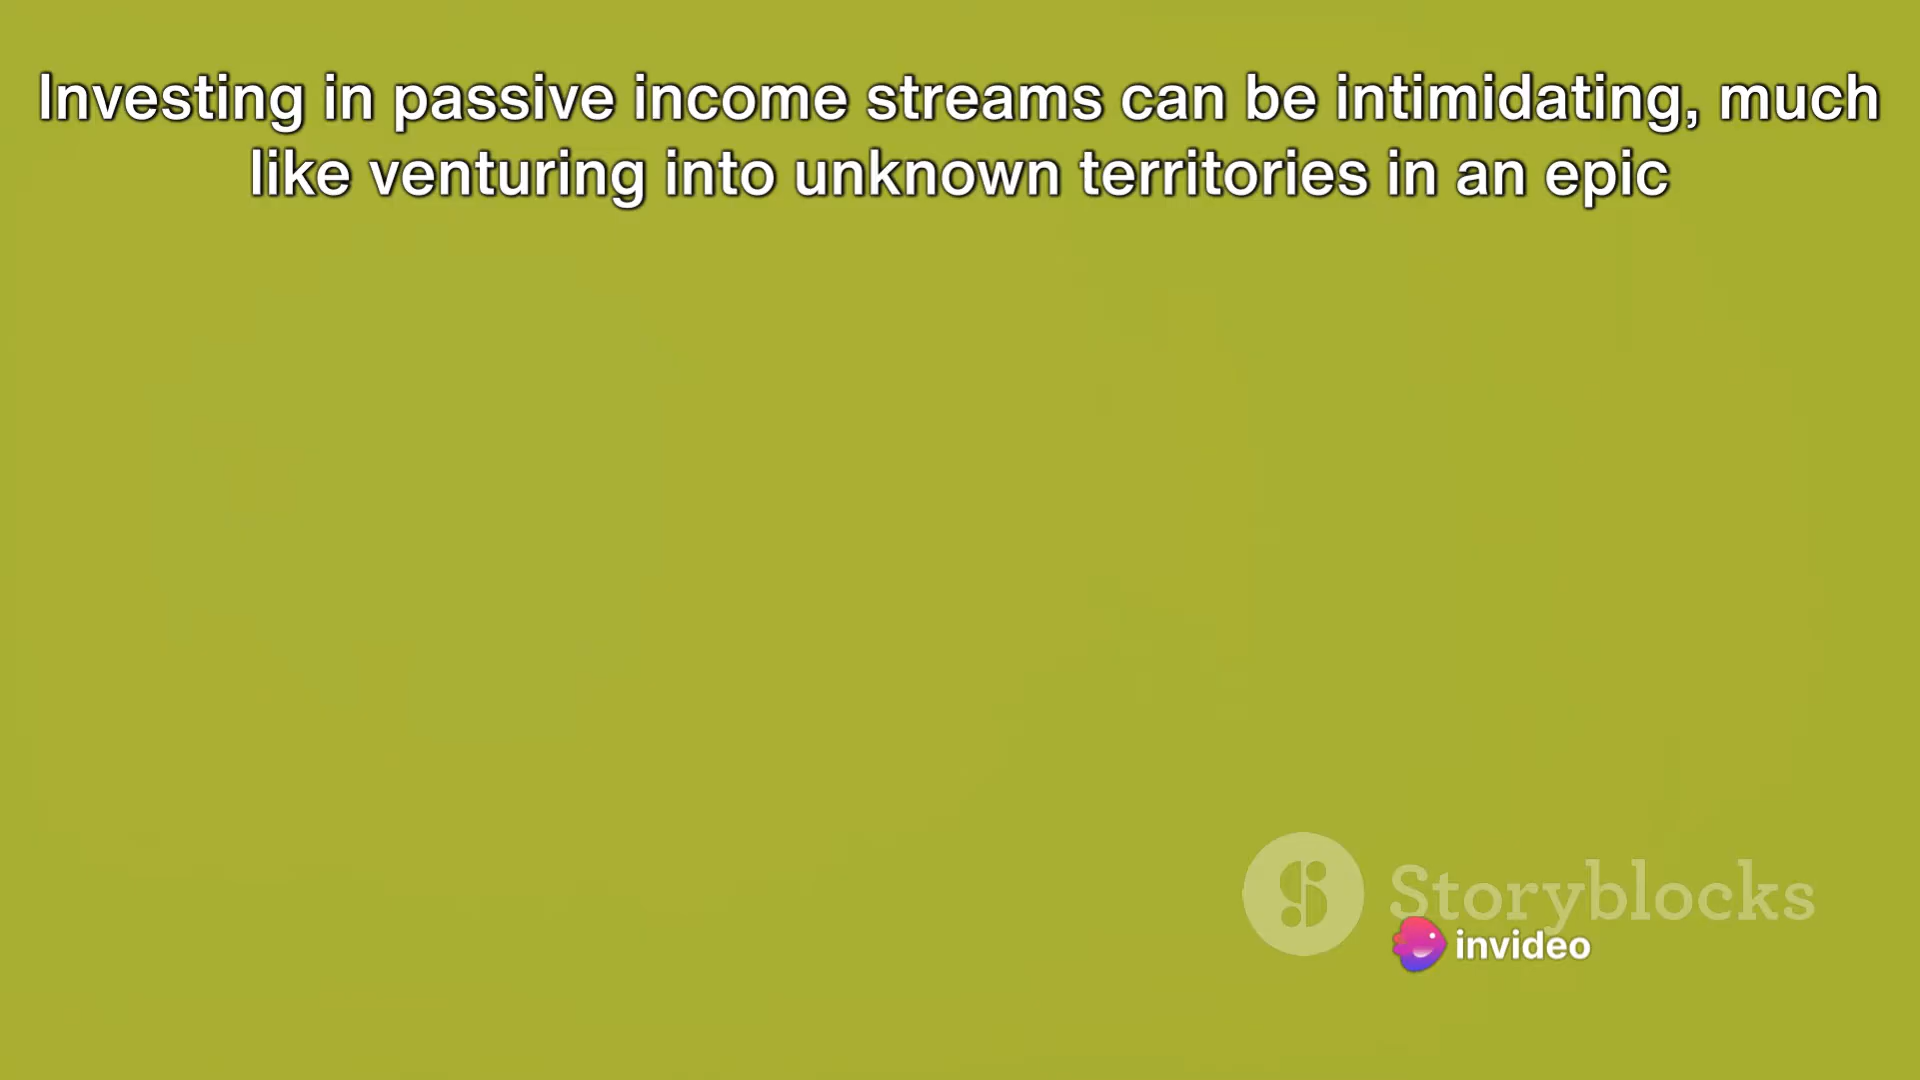 Investing in passive income streams can be intimidating, much
like venturing into unknown territories in an epic
Storyblocks
invideo